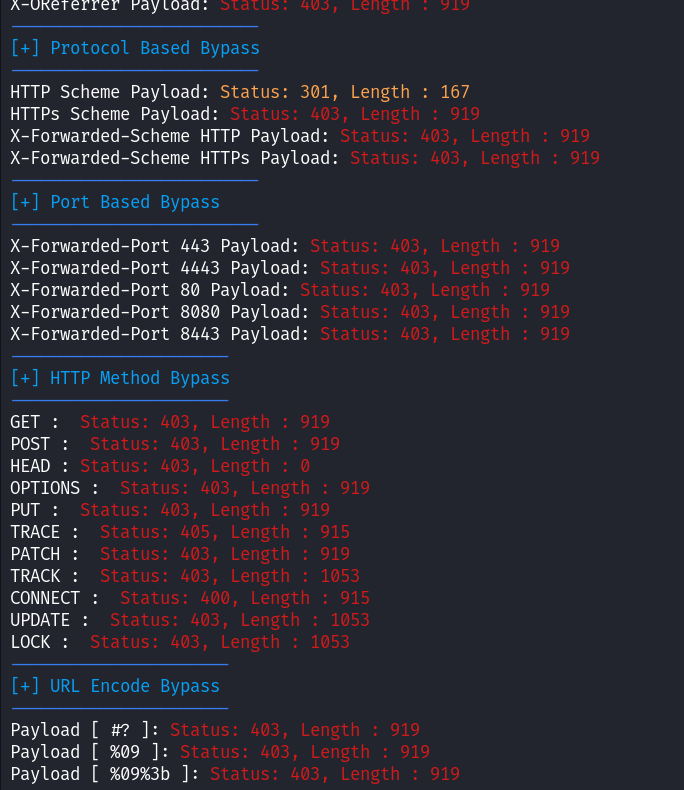 X-OReferrer Payload: Status: 403, Length : 919
[+] Protocol Based Bypass
HTTP Scheme Payload: Status: 301, Length : 167
HTTPs Scheme Payload: Status: 403, Length : 919
X-Forwarded-Scheme HTTP Payload: Status: 403, Length : 919
X-Forwarded-Scheme HTTPs Payload: Status: 403, Length : 919
[+] Port Based Bypass
X-Forwarded-Port 443 Payload: Status: 403, Length : 919
X-Forwarded-Port 4443 Payload: Status: 403, Length : 919
X-Forwarded-Port 80 Payload: Status: 403, Length : 919
X-Forwarded-Port 8080 Payload: Status: 403, Length : 919
X-Forwarded-Port 8443 Payload: Status: 403, Length : 919
[+] HTTP Method Bypass
GET :  Status: 403, Length : 919
POST :  Status: 403, Length : 919
HEAD : Status: 403, Length : 0
OPTIONS :  Status: 403, Length : 919
PUT :  Status: 403, Length : 919
TRACE :  Status: 405, Length : 915
PATCH :  Status: 403, Length : 919
TRACK :  Status: 403, Length : 1053
CONNECT :  Status: 400, Length : 915
UPDATE :  Status: 403, Length : 1053
LOCK :  Status: 403, Length : 1053
[+] URL Encode Bypass
Payload [ #? ]: Status: 403, Length : 919
Payload [ %09 ]: Status: 403, Length : 919
Payload [ %09%3b ]: Status: 403, Length : 919